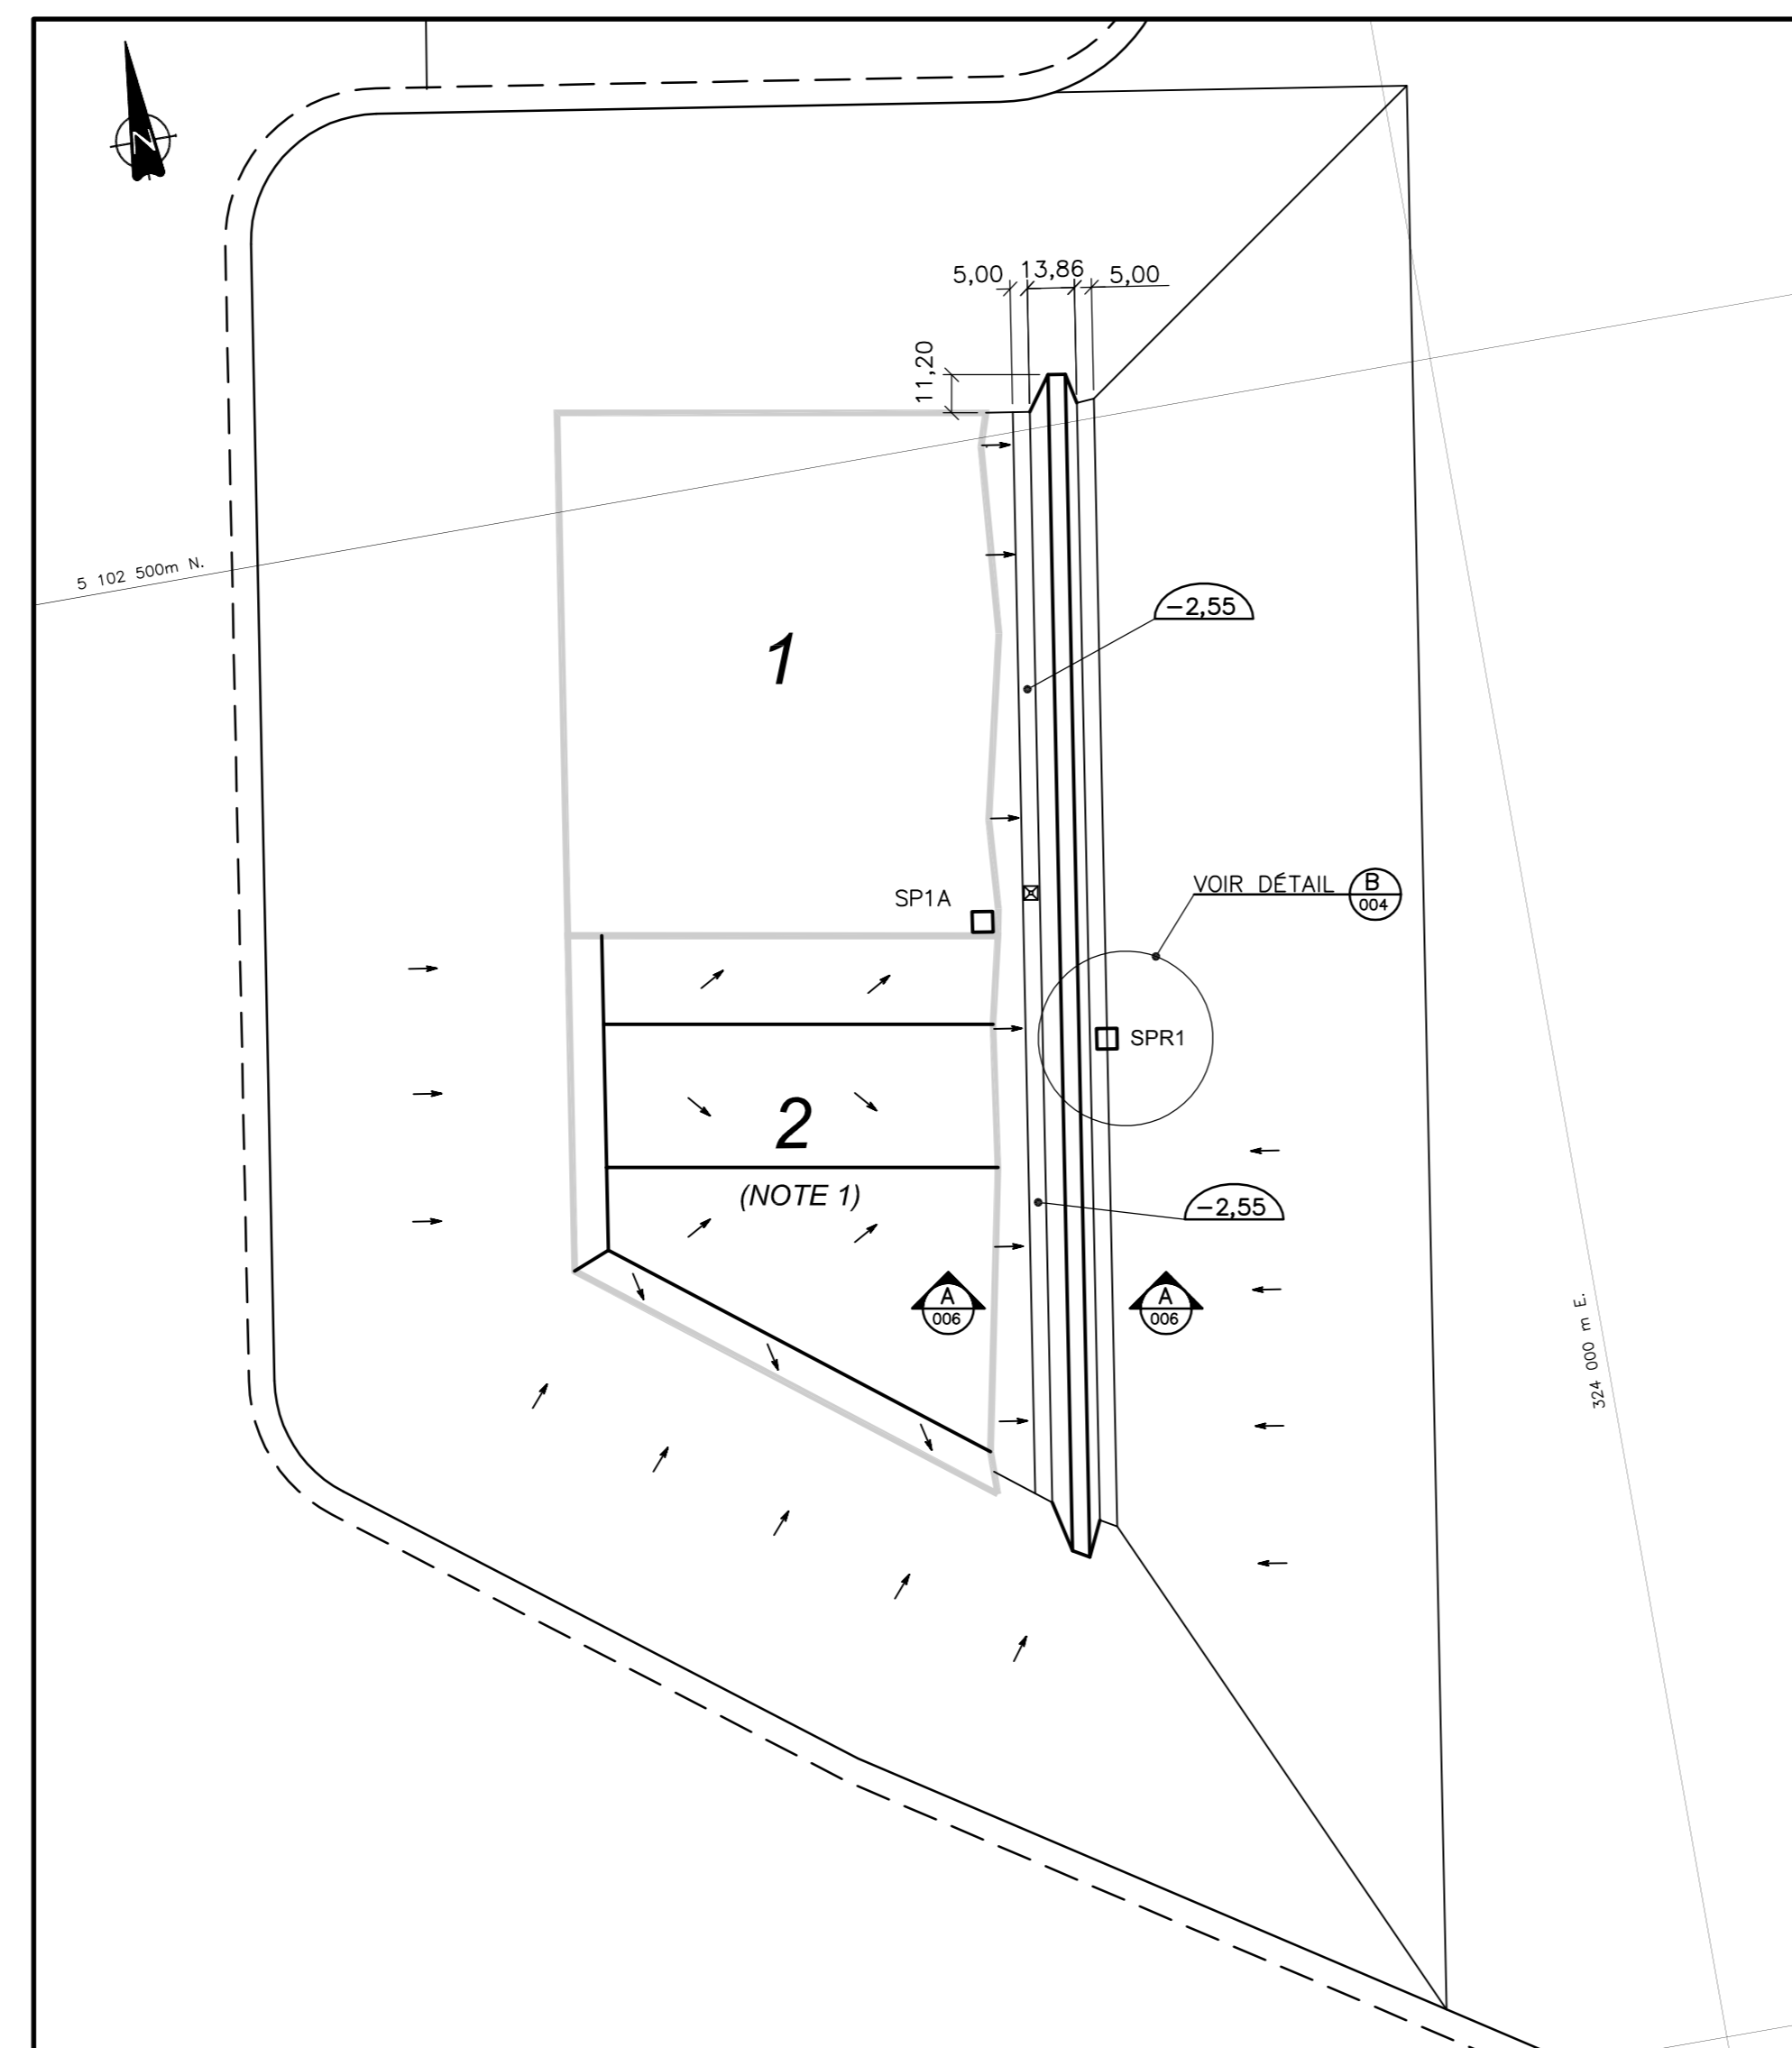 N
5,00 13,86 5,00
11,20
5 102 500m N.
-2,55
1
SP1A
VOIR DÉTAIL B
004
SPR1
2
(NOTE 1)
-2,55
A
006
A
006
324 000 m E.